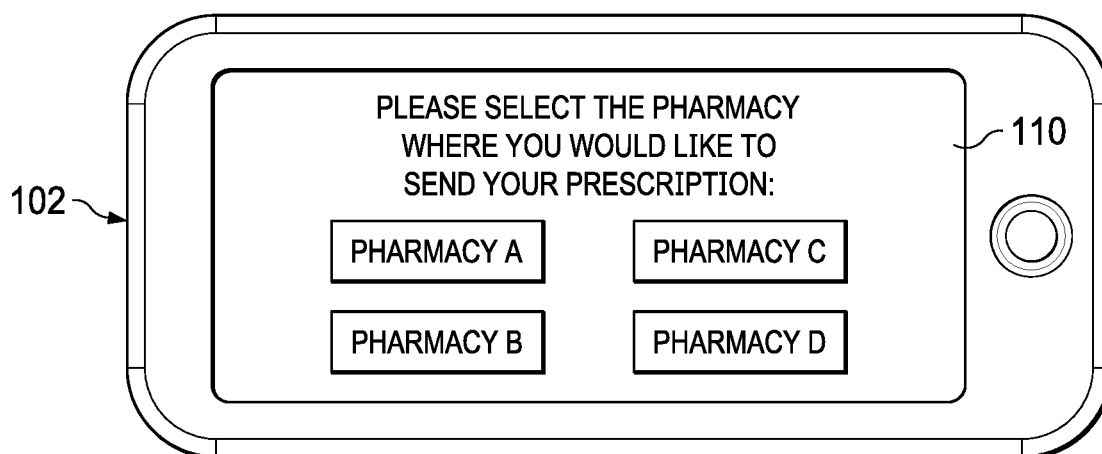 PLEASE SELECT THE PHARMACY
WHERE YOU WOULD LIKE TO
SEND YOUR PRESCRIPTION:
110
102
PHARMACY A
PHARMACY C
PHARMACY B
PHARMACY D